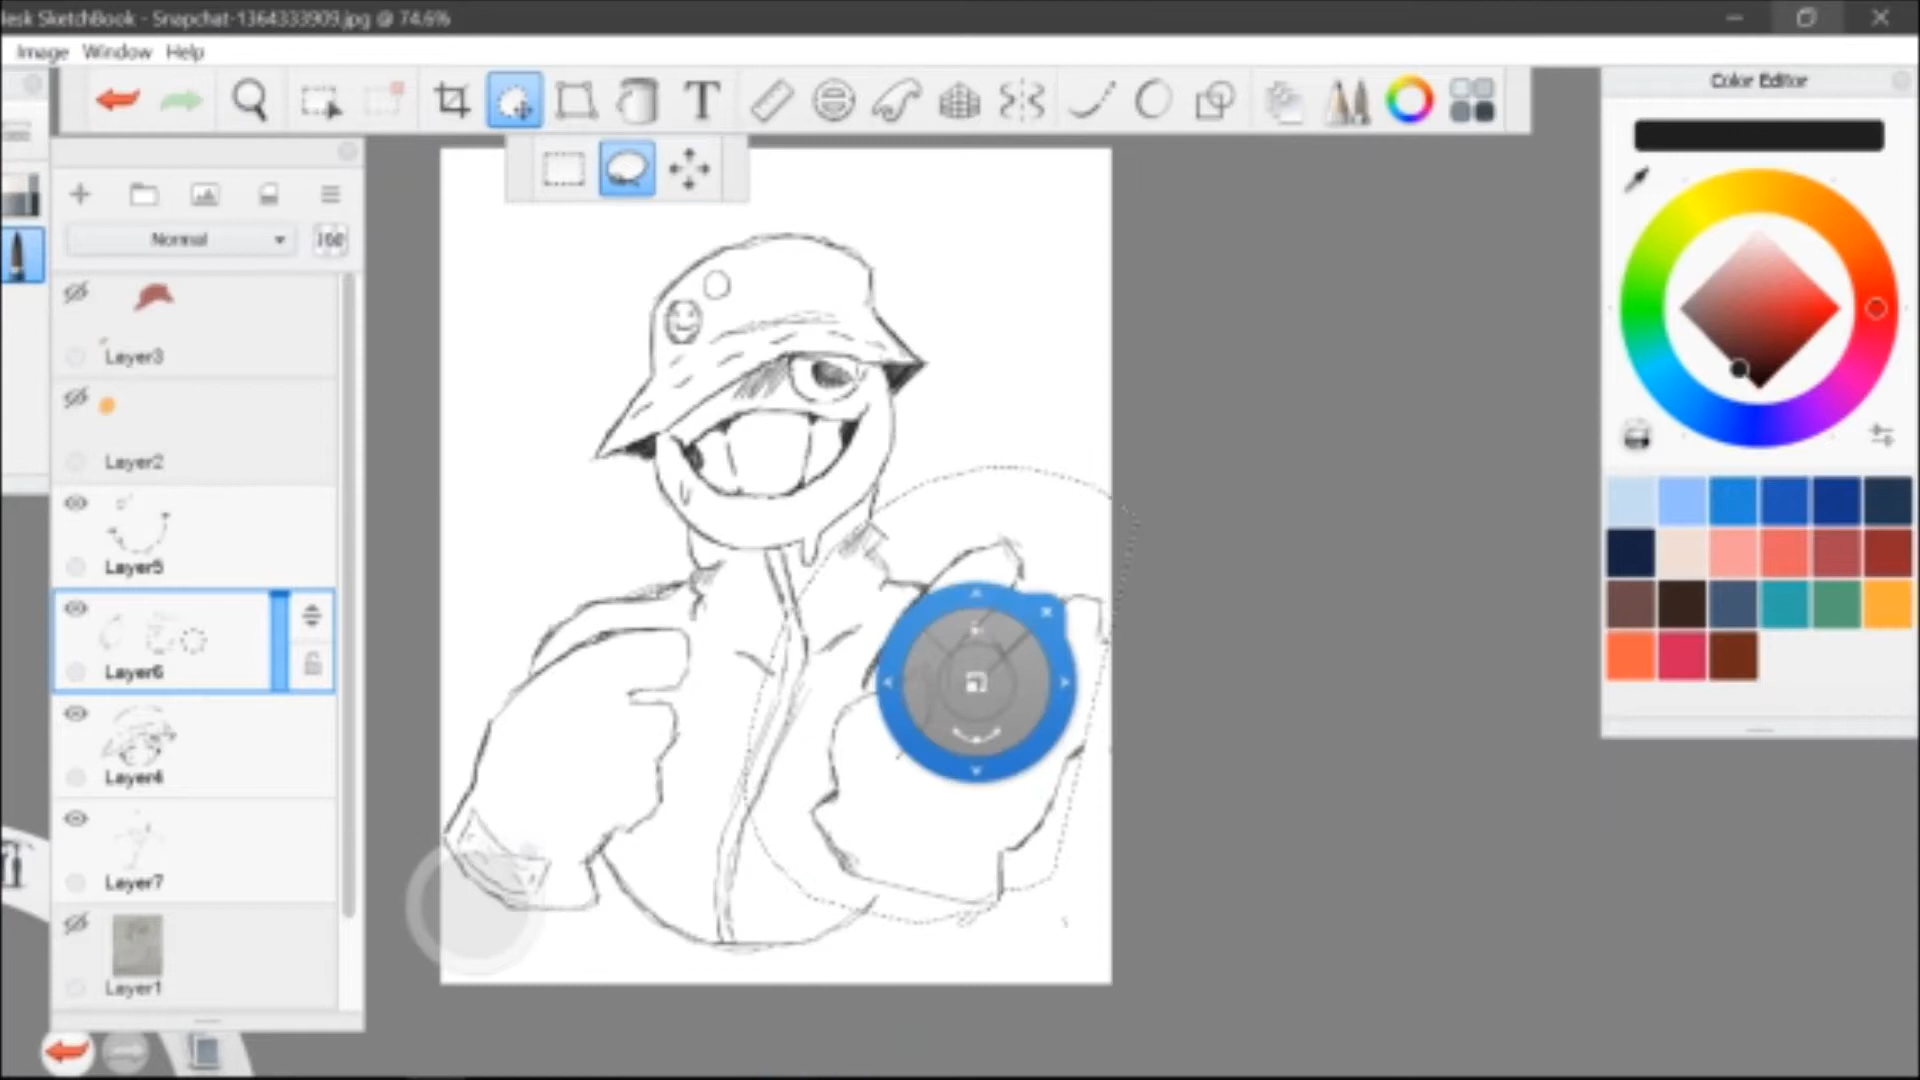 desk SketchBook - Snapchat-1364333909.jpg @ 74.6%
Image Window Help
T
Color Editor
Normal 100
Layer3
Layer2
Layer5
Layer6
Layer4
Layer7
Layer1